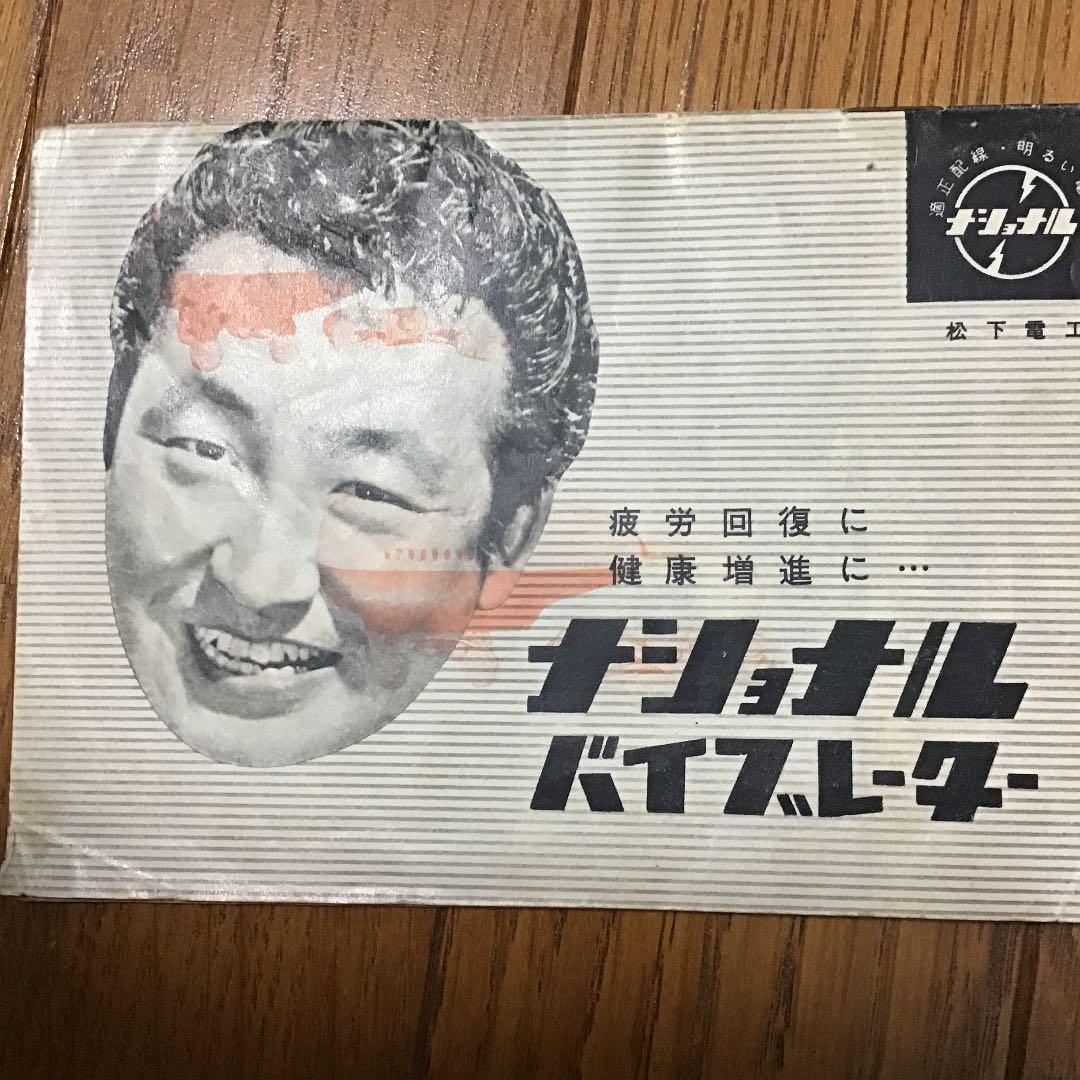 適正配線・明るい
ナショナル
松下電工
疲労回復に
健康増進に…
ナショナル
バイブレーター